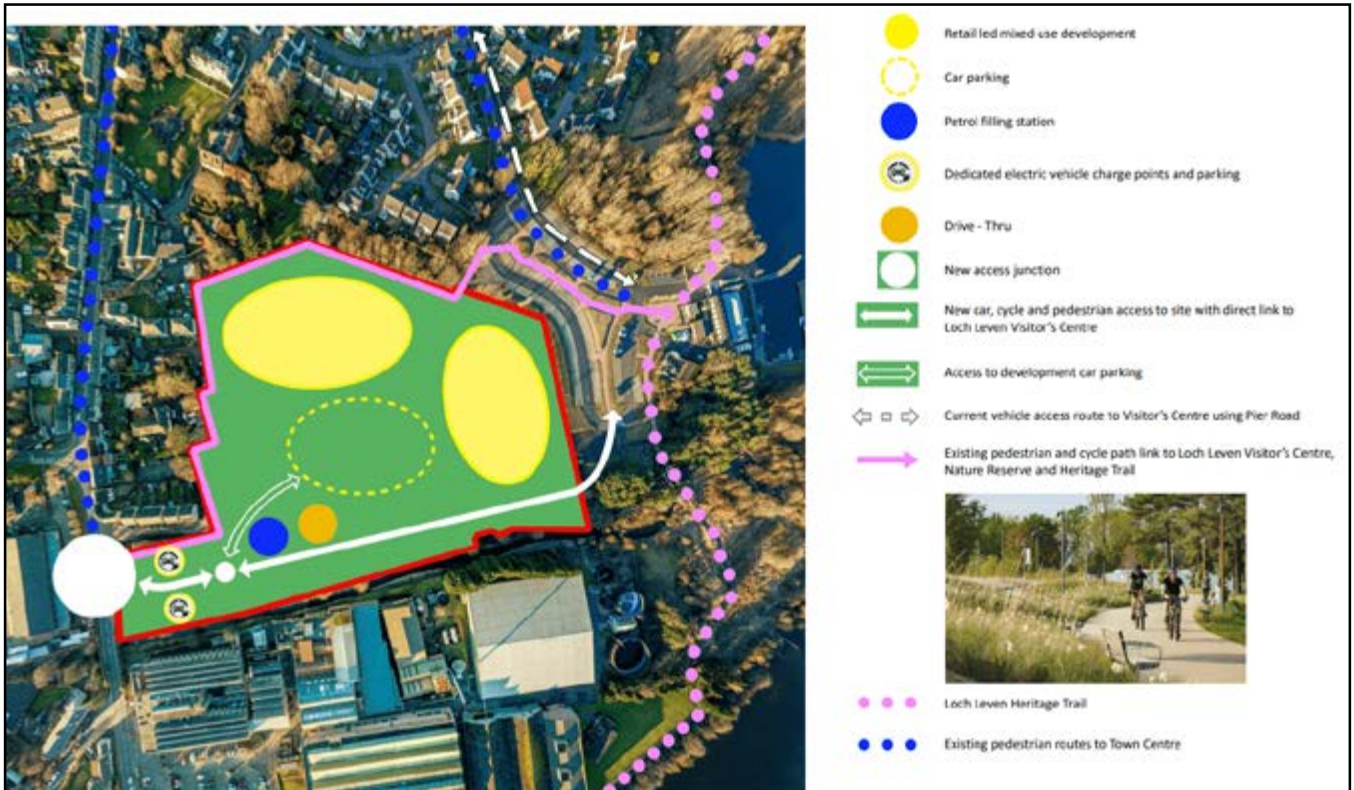 Retail led mixed use development
Car parking
Petrol filling station
Dedicated electric vehicle charge points and parking
Drive - Thru
New access junction
New car, cycle and pedestrian access to site with direct link to
Loch Leven Visitor's Centre
Access to development car parking
Current vehicle access route to Visitor's Centre using Pier Road
Existing pedestrian and cycle path link to Loch Leven Visitor's Centre,
Nature Reserve and Heritage Trail
Loch Leven Heritage Trail
Existing pedestrian routes to Town Centre